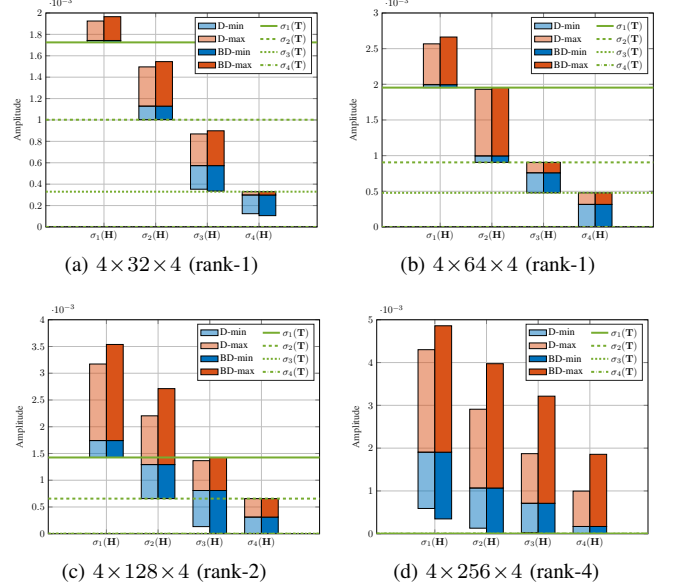 ·10⁻³
2
1.8
1.6
1.4
1.2
1
0.8
0.6
0.4
0.2
0
Amplitude
D-min
D-max
BD-min
BD-max
σ₁(T)
σ₂(T)
σ₃(T)
σ₄(T)
σ₁(H) σ₂(H) σ₃(H) σ₄(H)
(a) 4×32×4 (rank-1)
·10⁻³
3
2.5
2
1.5
1
0.5
0
Amplitude
D-min
D-max
BD-min
BD-max
σ₁(T)
σ₂(T)
σ₃(T)
σ₄(T)
σ₁(H) σ₂(H) σ₃(H) σ₄(H)
(b) 4×64×4 (rank-1)
·10⁻³
4
3.5
3
2.5
2
1.5
1
0.5
0
Amplitude
D-min
D-max
BD-min
BD-max
σ₁(T)
σ₂(T)
σ₃(T)
σ₄(T)
σ₁(H) σ₂(H) σ₃(H) σ₄(H)
(c) 4×128×4 (rank-2)
·10⁻³
5
4
3
2
1
0
Amplitude
D-min
D-max
BD-min
BD-max
σ₁(T)
σ₂(T)
σ₃(T)
σ₄(T)
σ₁(H) σ₂(H) σ₃(H) σ₄(H)
(d) 4×256×4 (rank-4)